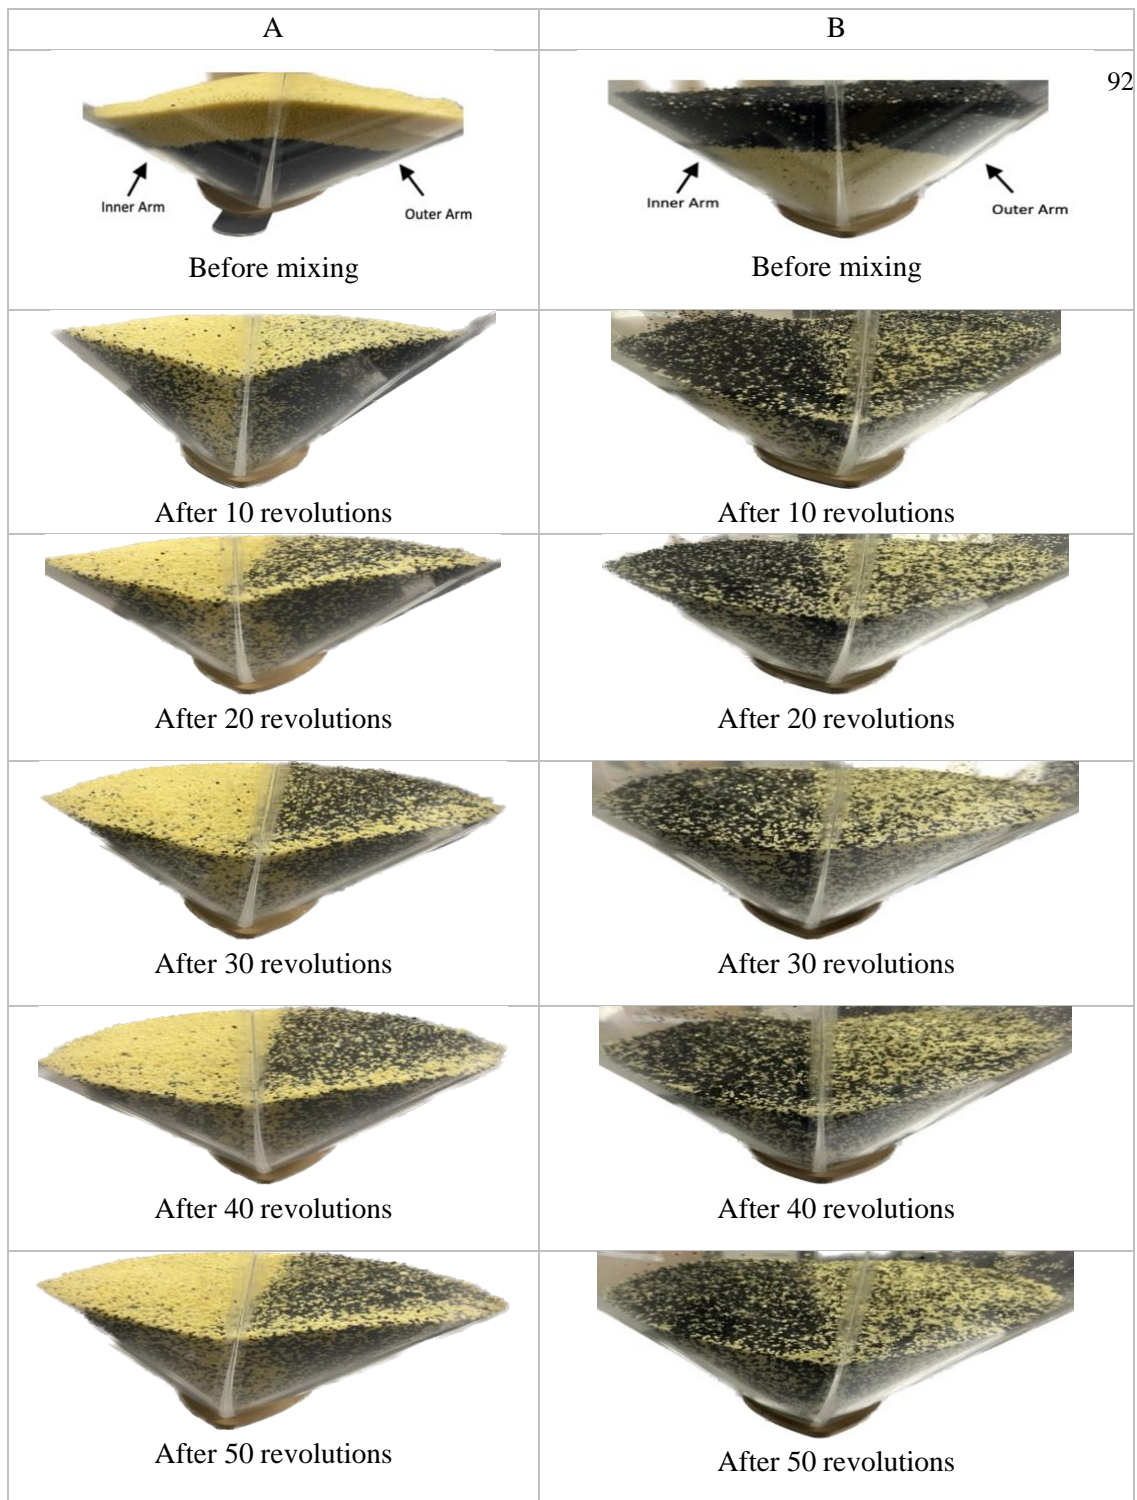 A
B
92
Inner Arm
Outer Arm
Inner Arm
Outer Arm
Before mixing
Before mixing
After 10 revolutions
After 10 revolutions
After 20 revolutions
After 20 revolutions
After 30 revolutions
After 30 revolutions
After 40 revolutions
After 40 revolutions
After 50 revolutions
After 50 revolutions